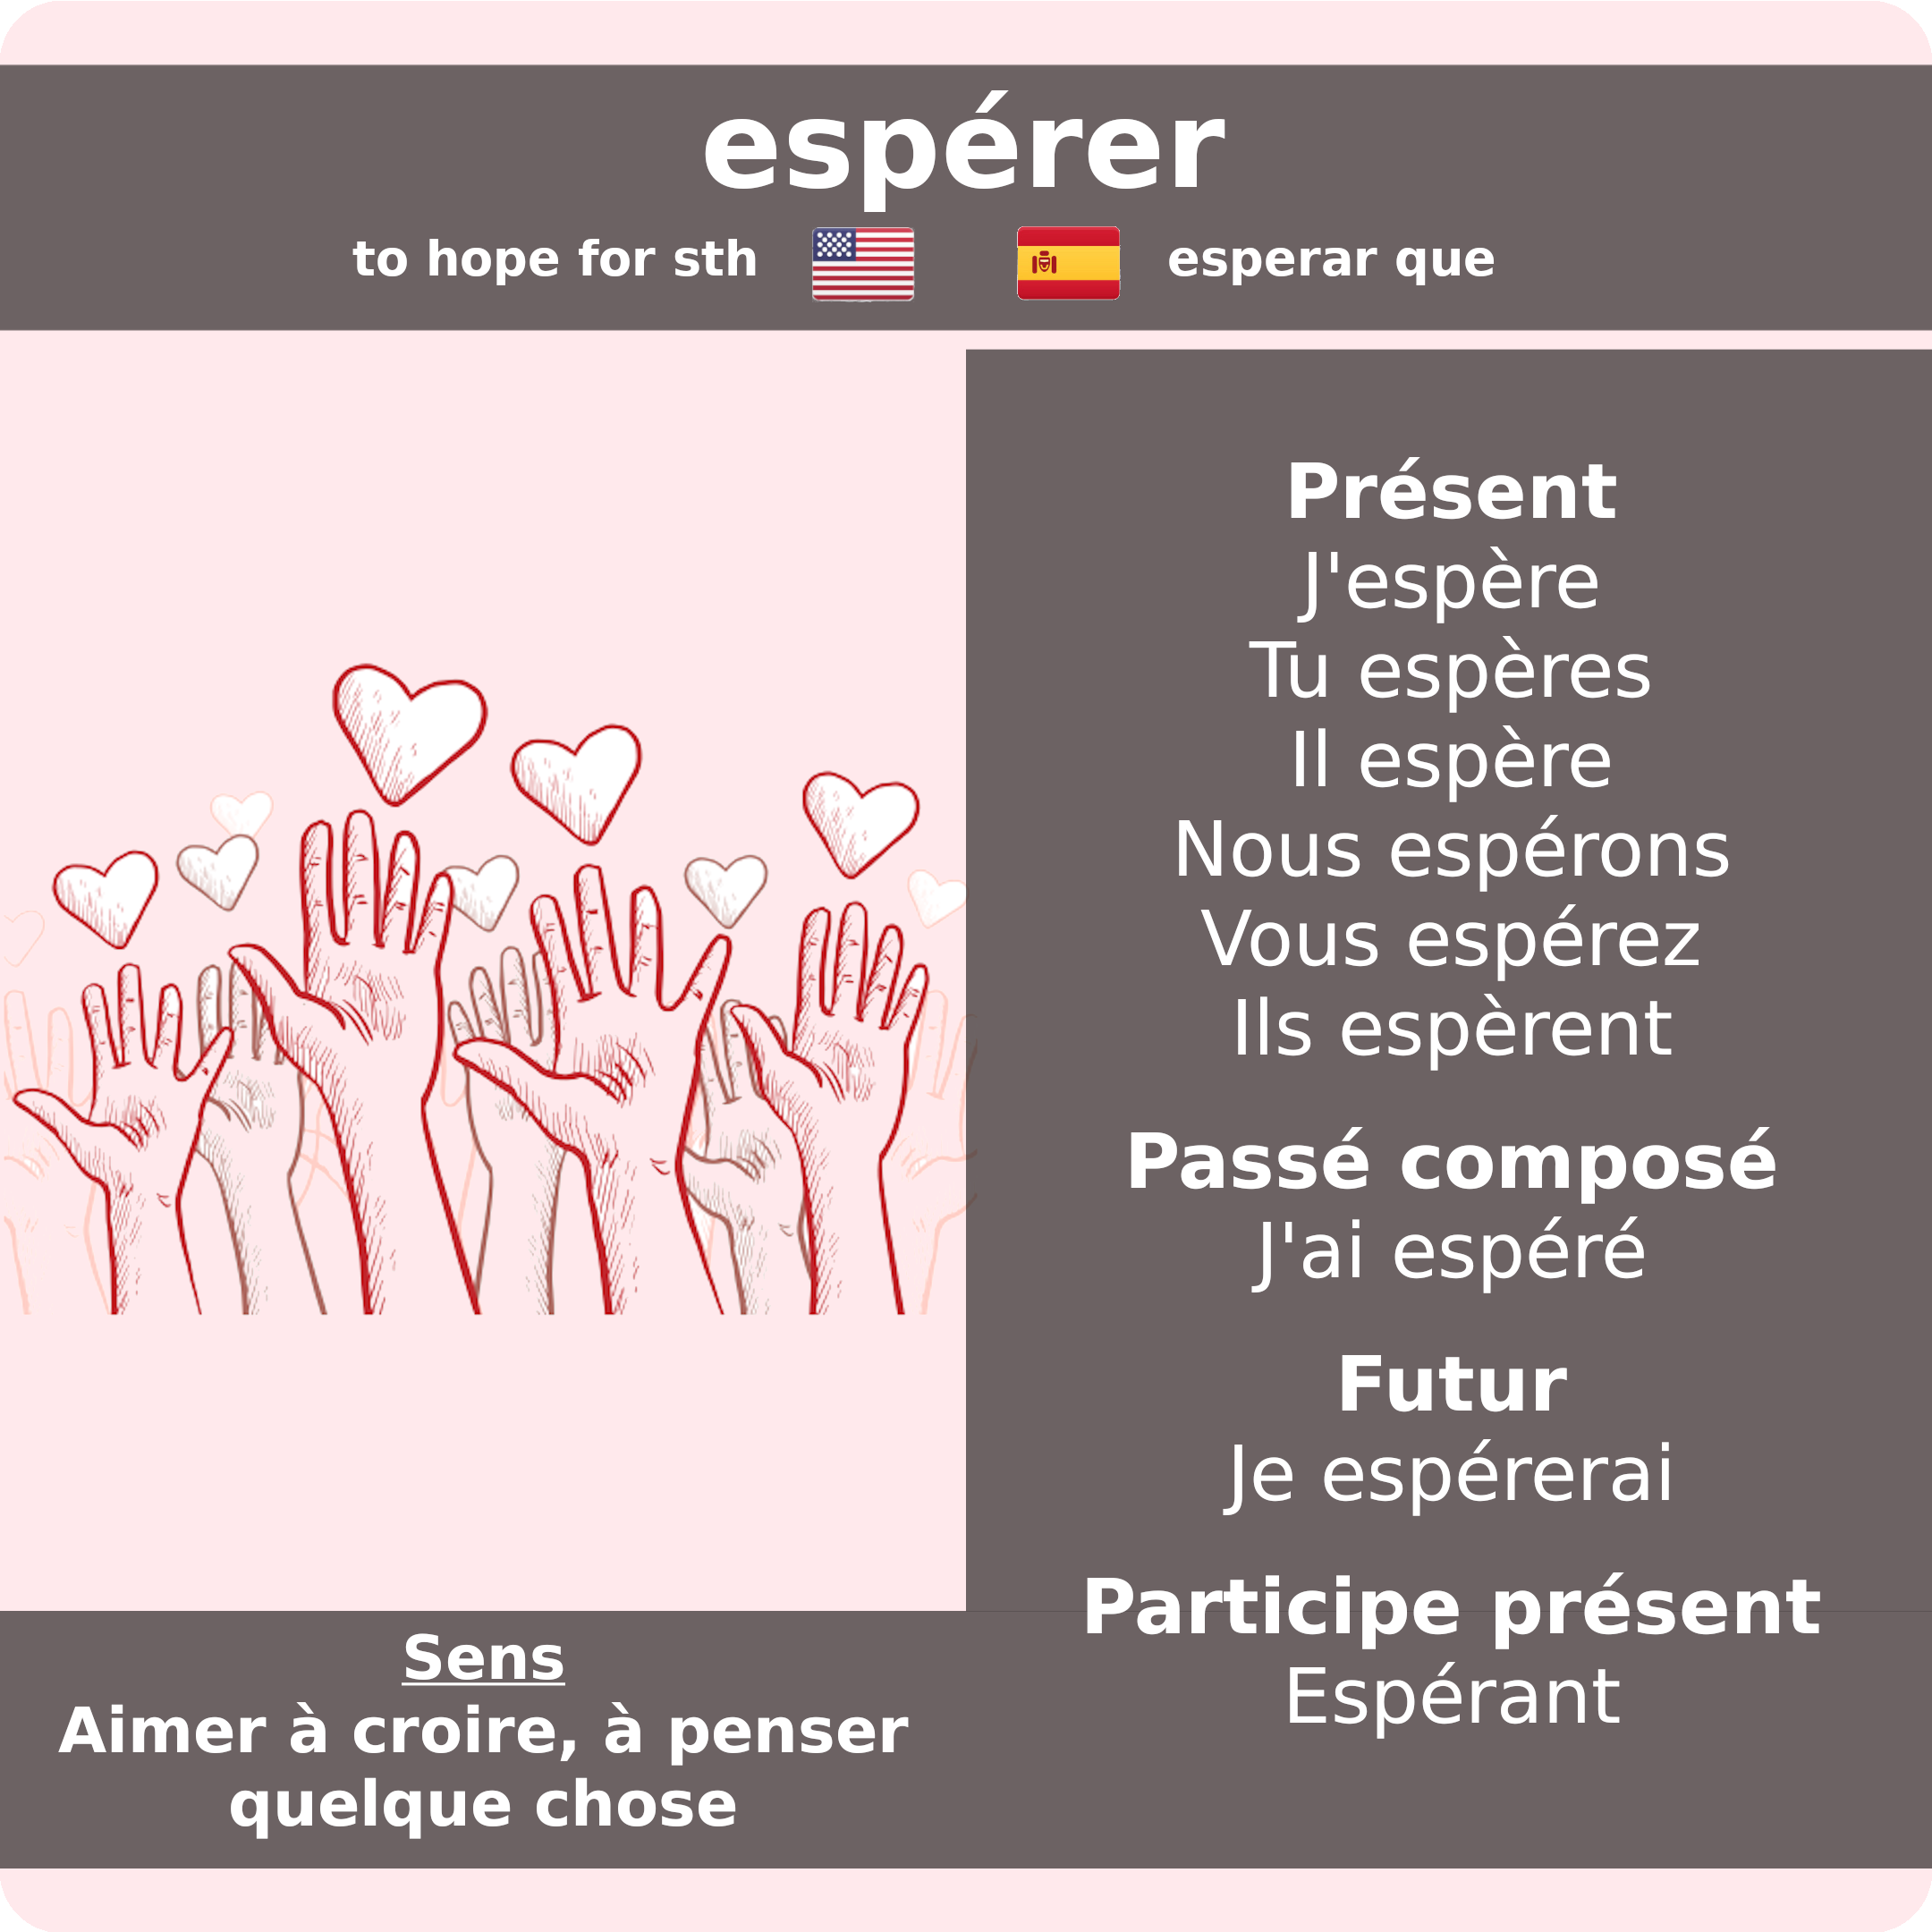 espérer
to hope for sth
esperar que
Présent
J'espère
Tu espères
Il espère
Nous espérons
Vous espérez
Ils espèrent
Passé composé
J'ai espéré
Futur
Je espérerai
Participe présent
Espérant
Sens
Aimer à croire, à penser
quelque chose